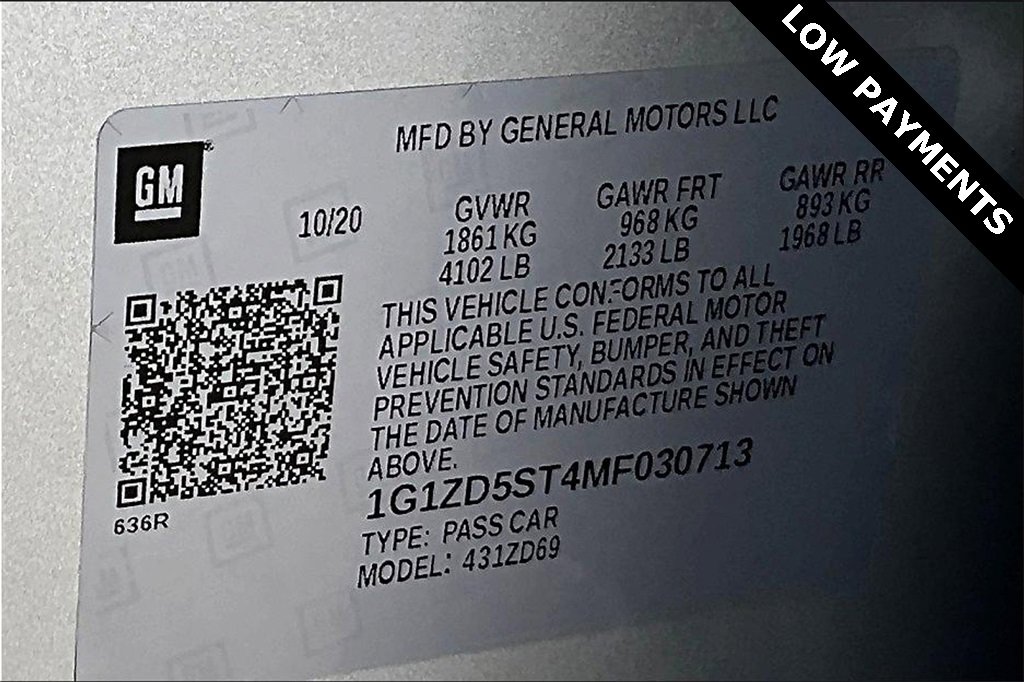 LOW PAYMENTS
MFD BY GENERAL MOTORS LLC
GM
10/20
GVWR GAWR FRT GAWR RR
1861 KG 968 KG 893 KG
4102 LB 2133 LB 1968 LB
THIS VEHICLE CONFORMS TO ALL
APPLICABLE U.S. FEDERAL MOTOR
VEHICLE SAFETY, BUMPER, AND THEFT
PREVENTION STANDARDS IN EFFECT ON
THE DATE OF MANUFACTURE SHOWN
ABOVE.
1G1ZD5ST4MF030713
TYPE: PASS CAR
MODEL: 431ZD69
636R